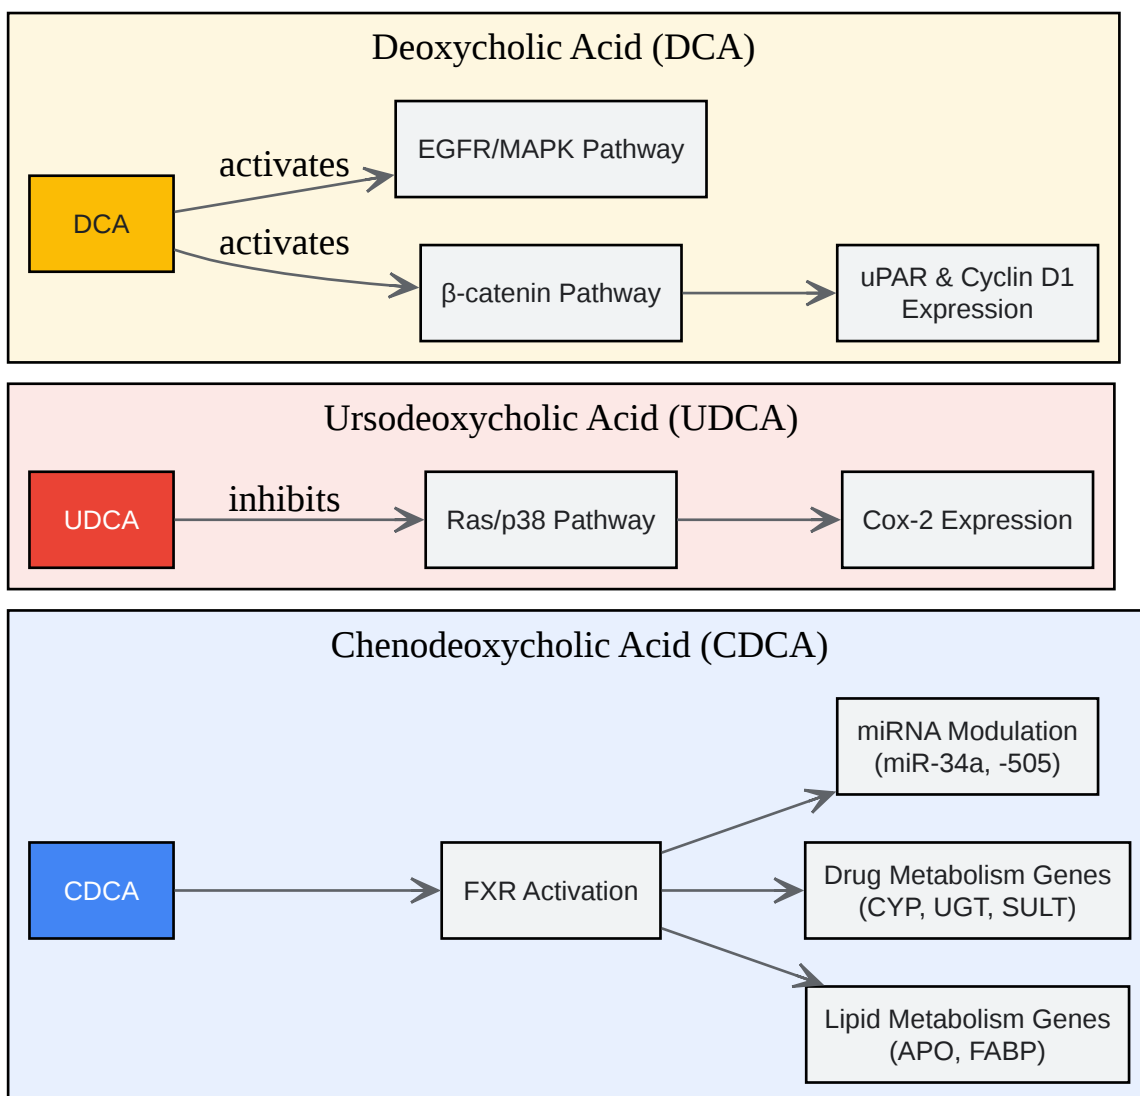 Deoxycholic Acid (DCA)
EGFR/MAPK Pathway
activates
DCA
activates
β-catenin Pathway
uPAR & Cyclin D1
Expression
Ursodeoxycholic Acid (UDCA)
UDCA
inhibits
Ras/p38 Pathway
Cox-2 Expression
Chenodeoxycholic Acid (CDCA)
miRNA Modulation
(miR-34a, -505)
CDCA
FXR Activation
Drug Metabolism Genes
(CYP, UGT, SULT)
Lipid Metabolism Genes
(APO, FABP)